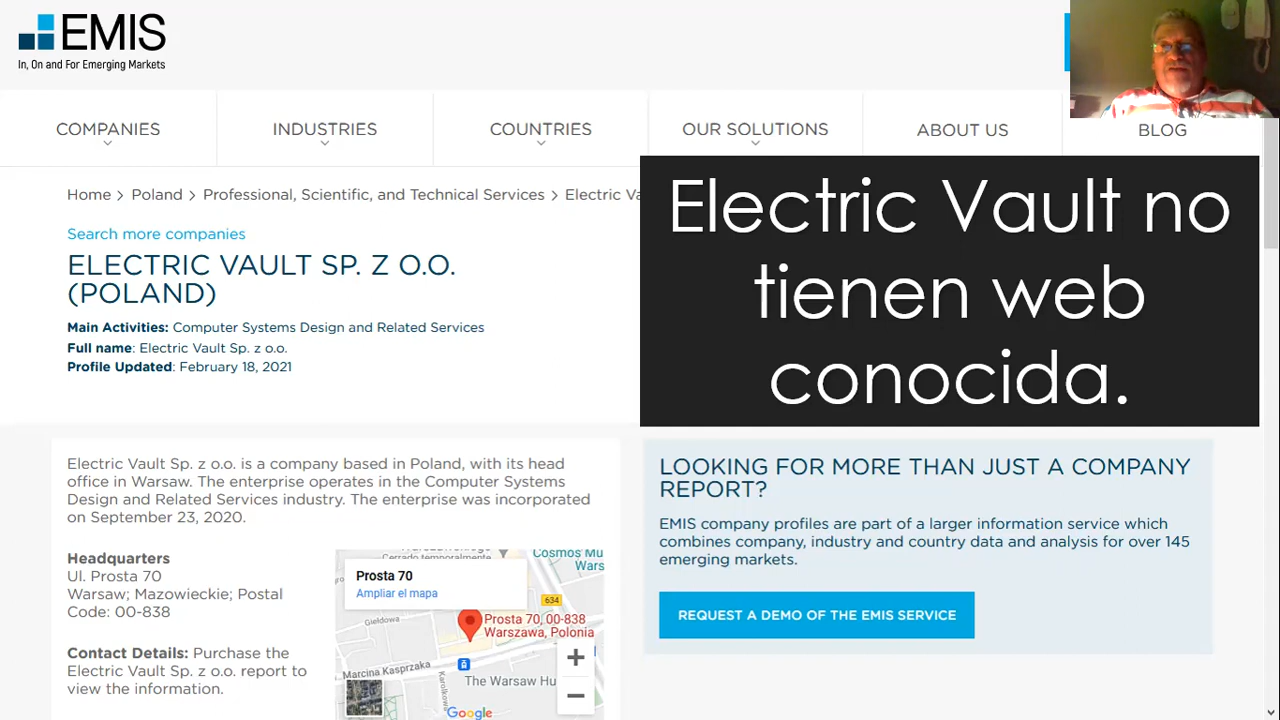 EMIS
In, On and For Emerging Markets
COMPANIES
INDUSTRIES
COUNTRIES
OUR SOLUTIONS
ABOUT US
BLOG
Home > Poland > Professional, Scientific, and Technical Services > Electric
Search more companies
ELECTRIC VAULT SP. Z O.O.
(POLAND)
Main Activities: Computer Systems Design and Related Services
Full name: Electric Vault Sp. z o.o.
Profile Updated: February 18, 2021
Electric Vault no
tienen web
conocida.
Electric Vault Sp. z o.o. is a company based in Poland, with its head
office in Warsaw. The enterprise operates in the Computer Systems
Design and Related Services industry. The enterprise was incorporated
on September 23, 2020.
Headquarters
Ul. Prosta 70
Warsaw; Mazowieckie; Postal
Code: 00-838
Contact Details: Purchase the
Electric Vault Sp. z o.o. report to
view the information.
Cerrado temporalmente
Cosmos Mu
Wars
Prosta 70
Ampliar el mapa
634
Giełdowa
Prosta 70, 00-838
Warszawa, Polonia
Marcina Kasprzaka
Karolkowa
The Warsaw Hu
+
−
Google
LOOKING FOR MORE THAN JUST A COMPANY
REPORT?
EMIS company profiles are part of a larger information service which
combines company, industry and country data and analysis for over 145
emerging markets.
REQUEST A DEMO OF THE EMIS SERVICE